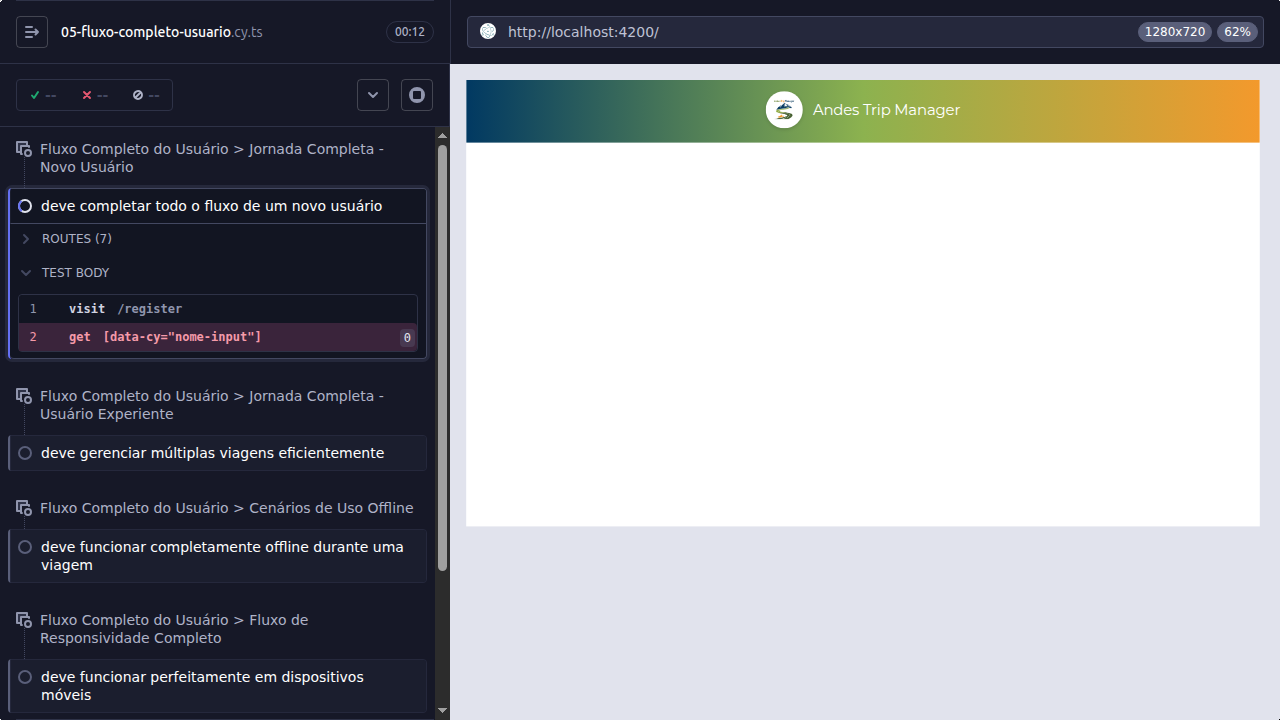 05-fluxo-completo-usuario.cy.ts
00:12
http://localhost:4200/
1280x720
62%
--
--
--
Andes Trip Manager
Fluxo Completo do Usuário > Jornada Completa -
Novo Usuário
deve completar todo o fluxo de um novo usuário
ROUTES (7)
TEST BODY
1 visit /register
2 get [data-cy="nome-input"] 0
Fluxo Completo do Usuário > Jornada Completa -
Usuário Experiente
deve gerenciar múltiplas viagens eficientemente
Fluxo Completo do Usuário > Cenários de Uso Offline
deve funcionar completamente offline durante uma
viagem
Fluxo Completo do Usuário > Fluxo de
Responsividade Completo
deve funcionar perfeitamente em dispositivos
móveis